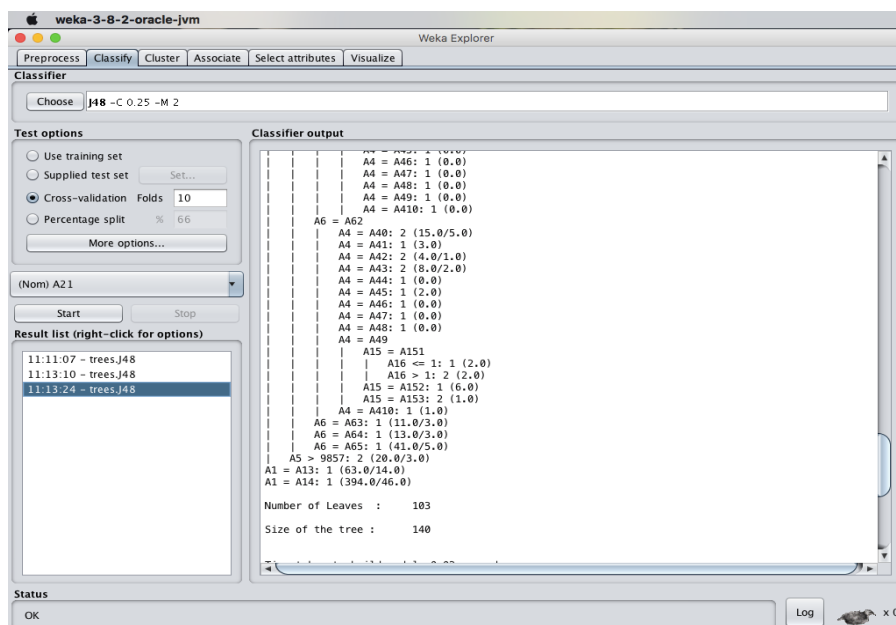 weka-3-8-2-oracle-jvm
Weka Explorer
Preprocess Classify Cluster Associate Select attributes Visualize
Classifier
Choose J48 -C 0.25 -M 2
Test options
Use training set
Supplied test set Set...
Cross-validation Folds 10
Percentage split % 66
More options...
(Nom) A21
Start Stop
Result list (right-click for options)
11:11:07 - trees.J48
11:13:10 - trees.J48
11:13:24 - trees.J48
Classifier output
| | | | A4 = A45: 1 (0.0)
| | | | A4 = A46: 1 (0.0)
| | | | A4 = A47: 1 (0.0)
| | | | A4 = A48: 1 (0.0)
| | | | A4 = A49: 1 (0.0)
| | | | A4 = A410: 1 (0.0)
| | A6 = A62
| | | A4 = A40: 2 (15.0/5.0)
| | | A4 = A41: 1 (3.0)
| | | A4 = A42: 2 (4.0/1.0)
| | | A4 = A43: 2 (8.0/2.0)
| | | A4 = A44: 1 (0.0)
| | | A4 = A45: 1 (2.0)
| | | A4 = A46: 1 (0.0)
| | | A4 = A47: 1 (0.0)
| | | A4 = A48: 1 (0.0)
| | | A4 = A49
| | | | A15 = A151
| | | | | A16 <= 1: 1 (2.0)
| | | | | A16 > 1: 2 (2.0)
| | | | A15 = A152: 1 (6.0)
| | | | A15 = A153: 2 (1.0)
| | | A4 = A410: 1 (1.0)
| | A6 = A63: 1 (11.0/3.0)
| | A6 = A64: 1 (13.0/3.0)
| | A6 = A65: 1 (41.0/5.0)
| A5 > 9857: 2 (20.0/3.0)
A1 = A13: 1 (63.0/14.0)
A1 = A14: 1 (394.0/46.0)
Number of Leaves : 103
Size of the tree : 140
Status
OK
Log x 0